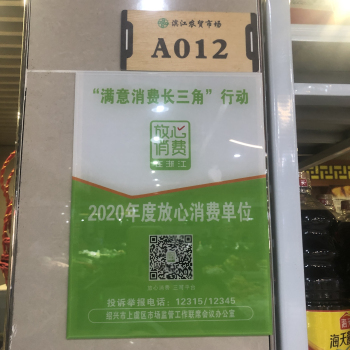 滨江农贸市场
A012
“满意消费长三角”行动
放心
消费
在浙江
2020年度放心消费单位
投诉举报电话：12315/12345
绍兴市上虞区市场监管工作联席会议办公室
海天